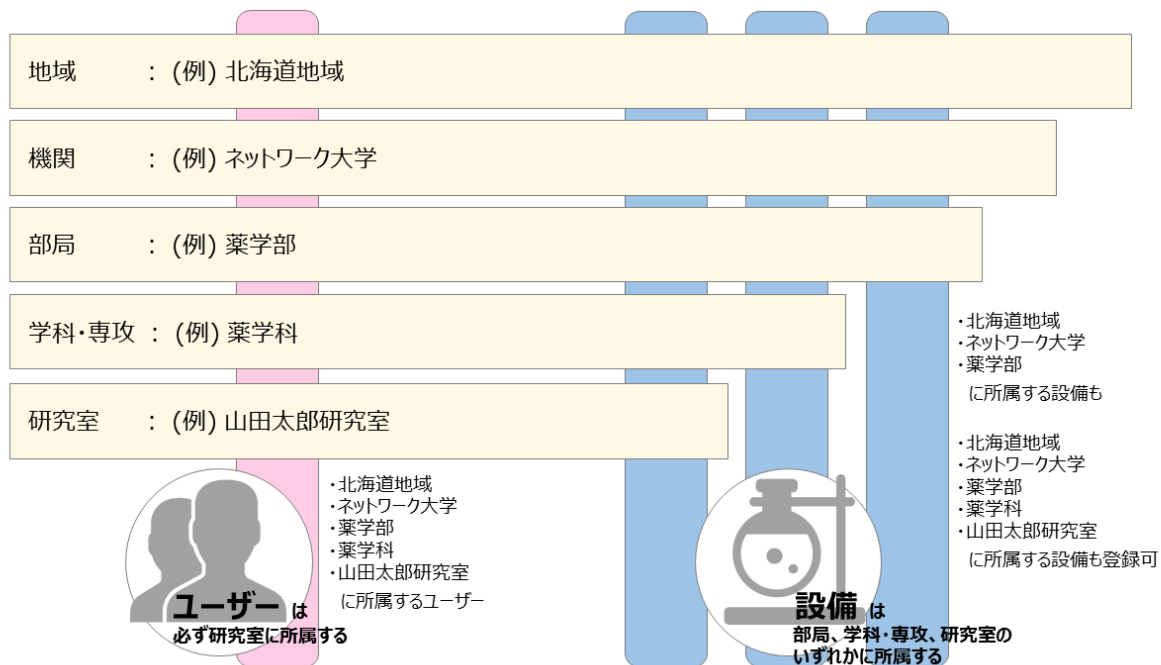 地域 : (例) 北海道地域
機関 : (例) ネットワーク大学
部局 : (例) 薬学部
学科・専攻 : (例) 薬学科
研究室 : (例) 山田太郎研究室
・北海道地域
・ネットワーク大学
・薬学部
・薬学科
・山田太郎研究室
に所属するユーザー
ユーザー は
必ず研究室に所属する
・北海道地域
・ネットワーク大学
・薬学部
に所属する設備も
・北海道地域
・ネットワーク大学
・薬学部
・薬学科
・山田太郎研究室
に所属する設備も登録可
設備 は
部局、学科・専攻、研究室の
いずれかに所属する